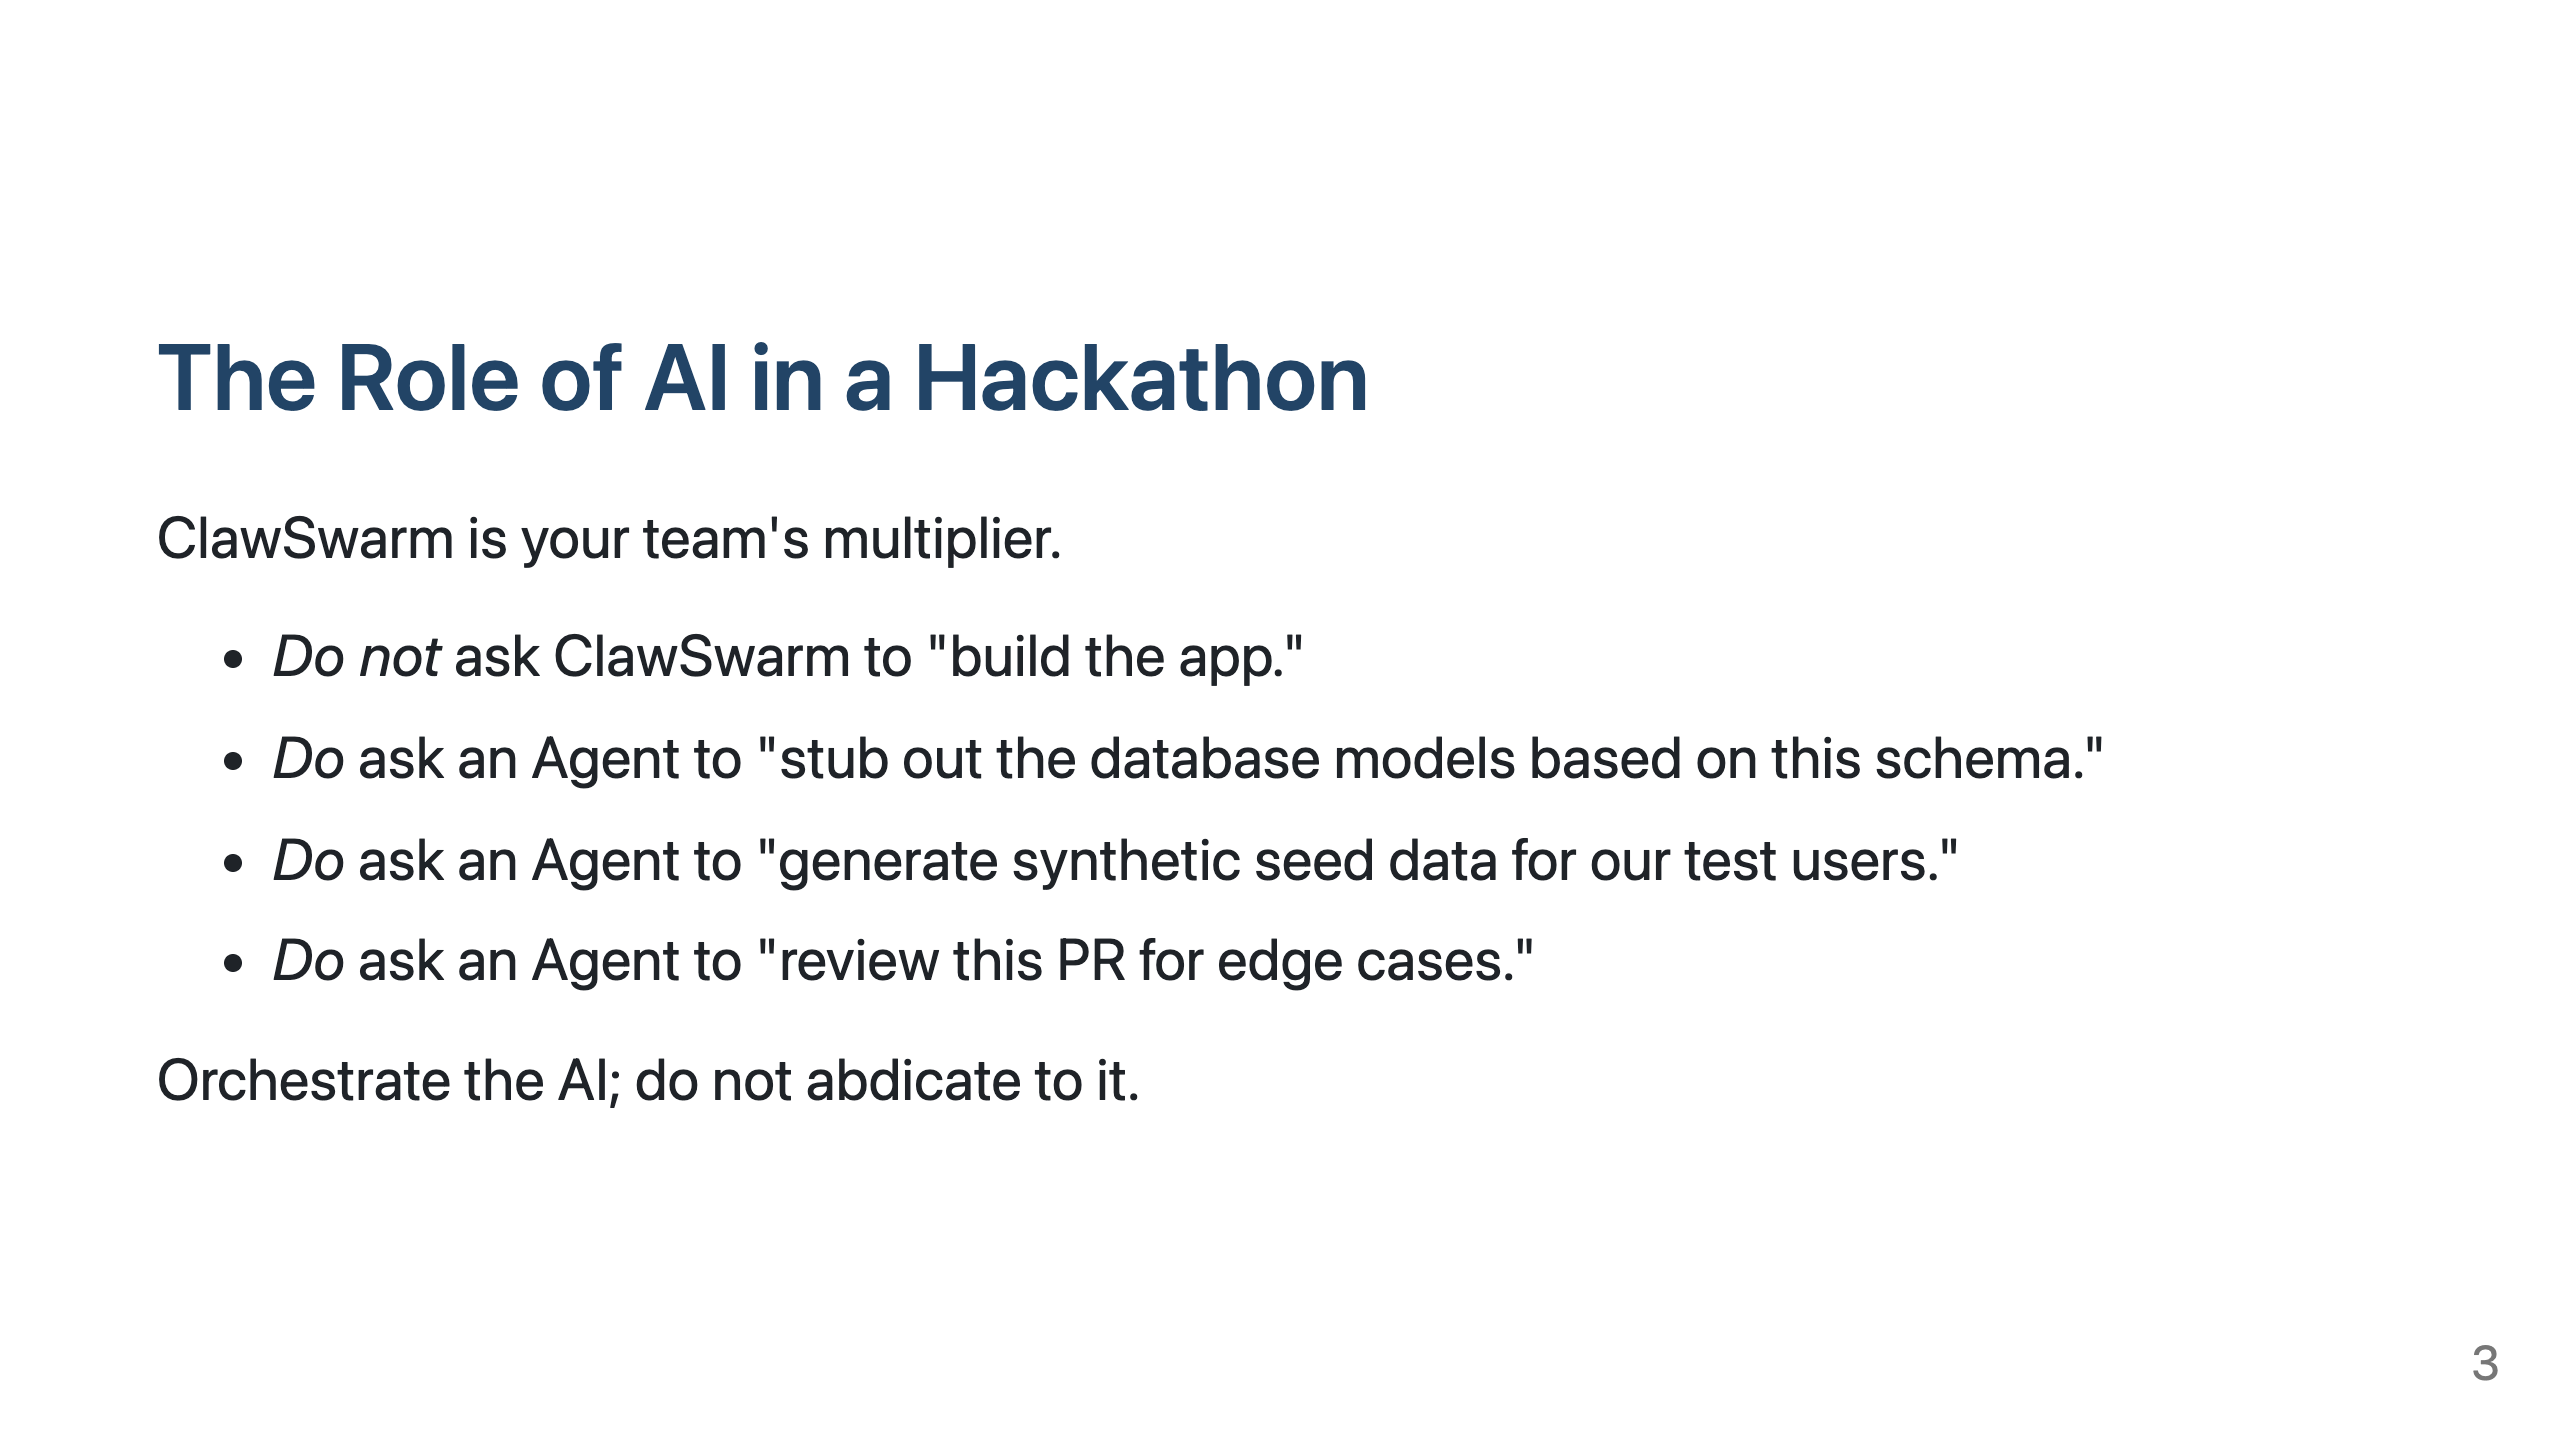 The Role of AI in a Hackathon
ClawSwarm is your team's multiplier.
• Do not ask ClawSwarm to "build the app."
• Do ask an Agent to "stub out the database models based on this schema."
• Do ask an Agent to "generate synthetic seed data for our test users."
• Do ask an Agent to "review this PR for edge cases."
Orchestrate the AI; do not abdicate to it.
3